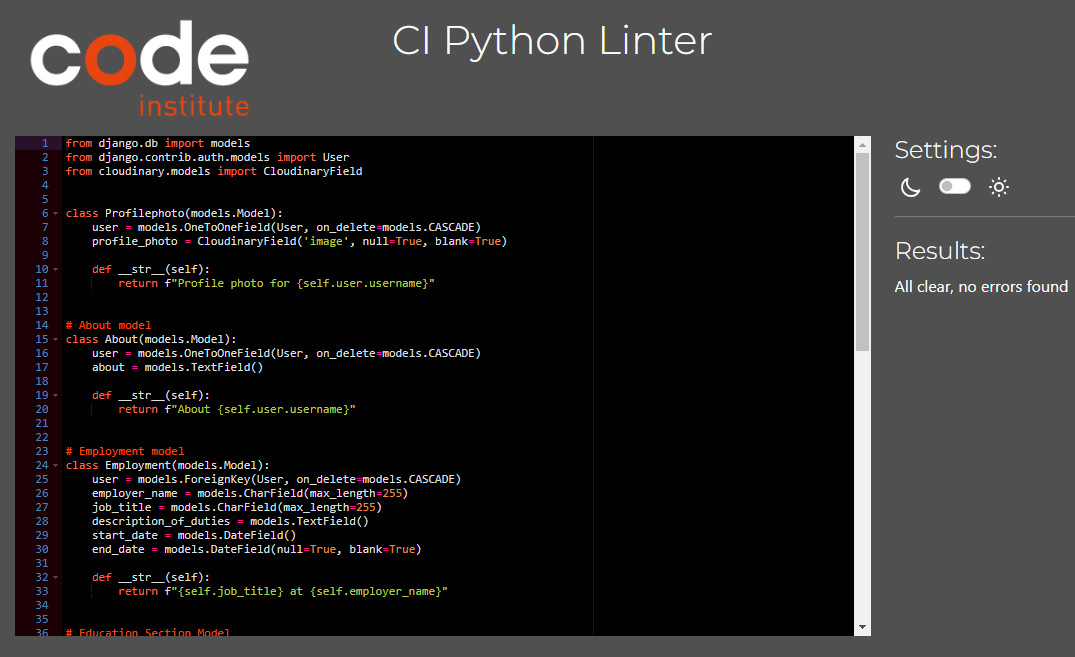 code
institute
CI Python Linter
1 from django.db import models
2 from django.contrib.auth.models import User
3 from cloudinary.models import CloudinaryField
4
5
6 class Profilephoto(models.Model):
7     user = models.OneToOneField(User, on_delete=models.CASCADE)
8     profile_photo = CloudinaryField('image', null=True, blank=True)
9
10     def __str__(self):
11         return f"Profile photo for {self.user.username}"
12
13
14 # About model
15 class About(models.Model):
16     user = models.OneToOneField(User, on_delete=models.CASCADE)
17     about = models.TextField()
18
19     def __str__(self):
20         return f"About {self.user.username}"
21
22
23 # Employment model
24 class Employment(models.Model):
25     user = models.ForeignKey(User, on_delete=models.CASCADE)
26     employer_name = models.CharField(max_length=255)
27     job_title = models.CharField(max_length=255)
28     description_of_duties = models.TextField()
29     start_date = models.DateField()
30     end_date = models.DateField(null=True, blank=True)
31
32     def __str__(self):
33         return f"{self.job_title} at {self.employer_name}"
34
35
36 # Education Section Model
Settings:
Results:
All clear, no errors found